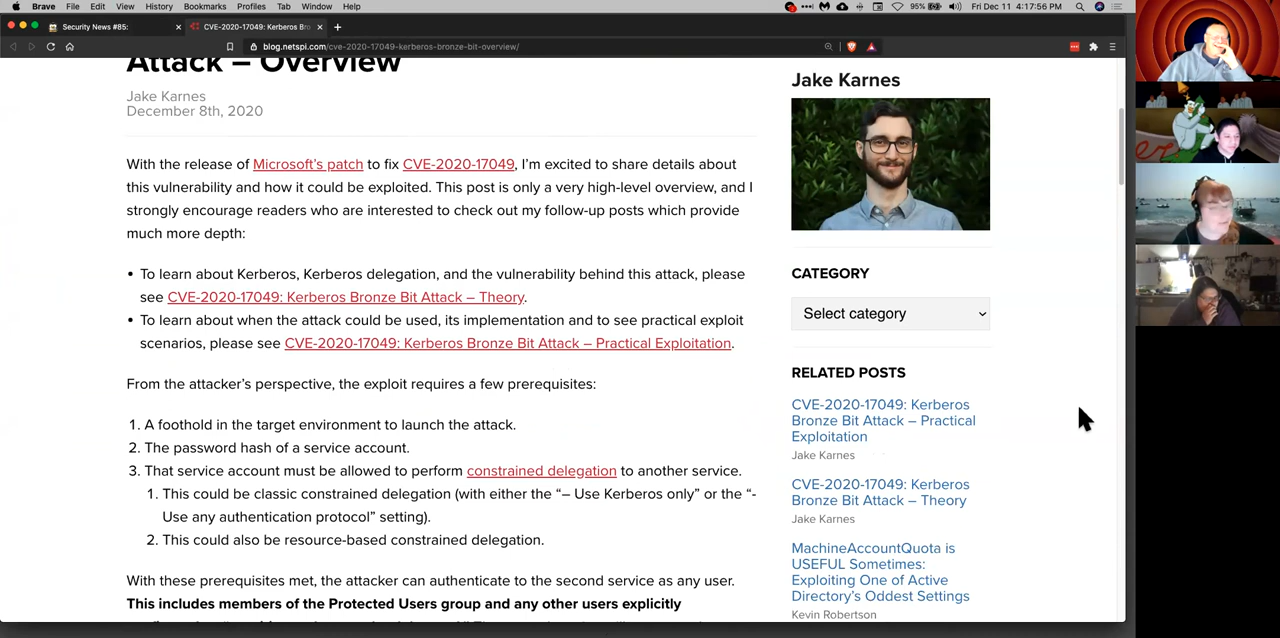 Brave File Edit View History Bookmarks Profiles Tab Window Help
95% Fri Dec 11 4:17:56 PM
Security News #85:
CVE-2020-17049: Kerberos Br
blog.netspi.com/cve-2020-17049-kerberos-bronze-bit-overview/
Attack – Overview
Jake Karnes
December 8th, 2020
With the release of Microsoft's patch to fix CVE-2020-17049, I'm excited to share details about
this vulnerability and how it could be exploited. This post is only a very high-level overview, and I
strongly encourage readers who are interested to check out my follow-up posts which provide
much more depth:
• To learn about Kerberos, Kerberos delegation, and the vulnerability behind this attack, please
see CVE-2020-17049: Kerberos Bronze Bit Attack – Theory.
• To learn about when the attack could be used, its implementation and to see practical exploit
scenarios, please see CVE-2020-17049: Kerberos Bronze Bit Attack – Practical Exploitation.
From the attacker's perspective, the exploit requires a few prerequisites:
1. A foothold in the target environment to launch the attack.
2. The password hash of a service account.
3. That service account must be allowed to perform constrained delegation to another service.
1. This could be classic constrained delegation (with either the “– Use Kerberos only” or the “-
Use any authentication protocol” setting).
2. This could also be resource-based constrained delegation.
With these prerequisites met, the attacker can authenticate to the second service as any user.
This includes members of the Protected Users group and any other users explicitly
Jake Karnes
CATEGORY
Select category
RELATED POSTS
CVE-2020-17049: Kerberos
Bronze Bit Attack – Practical
Exploitation
Jake Karnes
CVE-2020-17049: Kerberos
Bronze Bit Attack – Theory
Jake Karnes
MachineAccountQuota is
USEFUL Sometimes:
Exploiting One of Active
Directory's Oddest Settings
Kevin Robertson